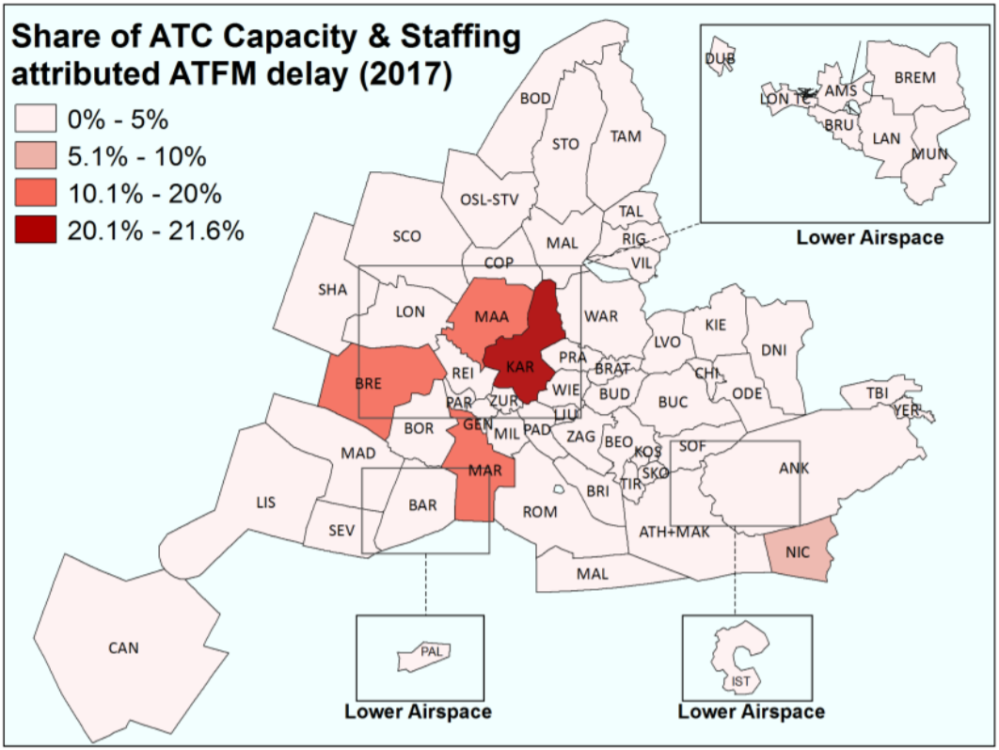 Share of ATC Capacity & Staffing
attributed ATFM delay (2017)
0% - 5%
5.1% - 10%
10.1% - 20%
20.1% - 21.6%
DUB
LON TC
AMS
BREM
BRU
LAN
MUN
Lower Airspace
BOD
STO
TAM
OSL-STV
TAL
SCO
MAL
RIG
COP
VIL
SHA
LON
MAA
WAR
KIE
LVO
DNI
KAR
PRA
BRAT
CHI
REI
BRE
WIE
BUD
BUC
ODE
TBI
YER
PAR
ZUR
LJU
GEN
MIL
PAD
ZAG
BOR
BEO
SOF
KOS
MAD
ANK
MAR
SKO
TIR
BRI
LIS
BAR
ROM
SEV
ATH+MAK
NIC
MAL
CAN
PAL
Lower Airspace
IST
Lower Airspace